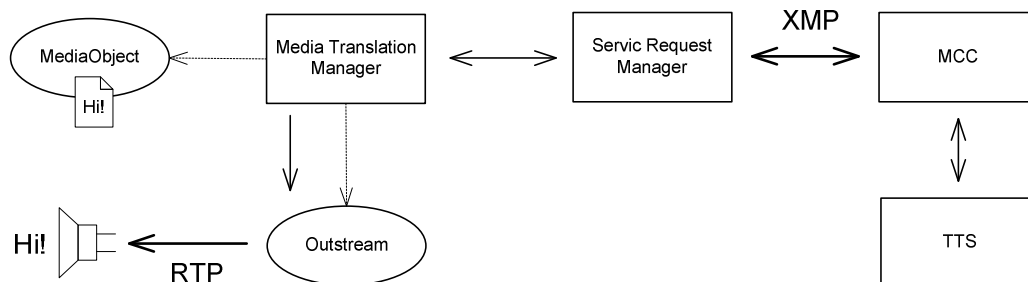 XMP
MediaObject
Hi!
Media Translation
Manager
Servic Request
Manager
MCC
Hi!
RTP
Outstream
TTS